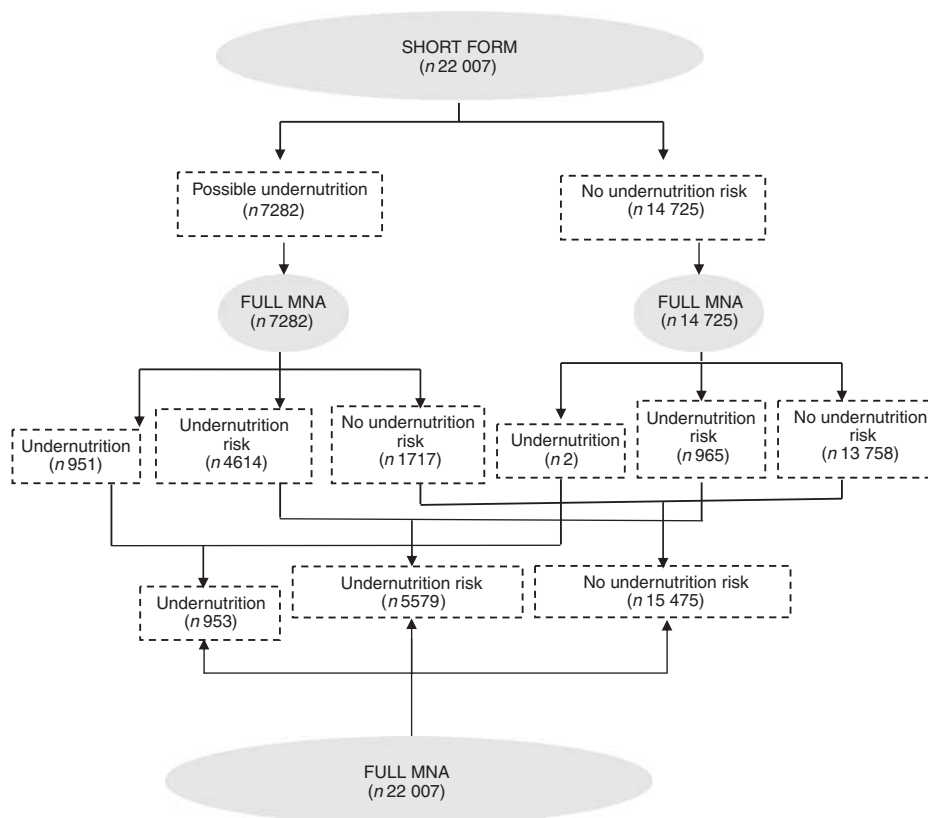 SHORT FORM
(n 22 007)
Possible undernutrition
(n 7282)
No undernutrition risk
(n 14 725)
FULL MNA
(n 7282)
FULL MNA
(n 14 725)
Undernutrition
(n 951)
Undernutrition
risk
(n 4614)
No undernutrition
risk
(n 1717)
Undernutrition
(n 2)
Undernutrition
risk
(n 965)
No undernutrition
risk
(n 13 758)
Undernutrition
(n 953)
Undernutrition risk
(n 5579)
No undernutrition risk
(n 15 475)
FULL MNA
(n 22 007)